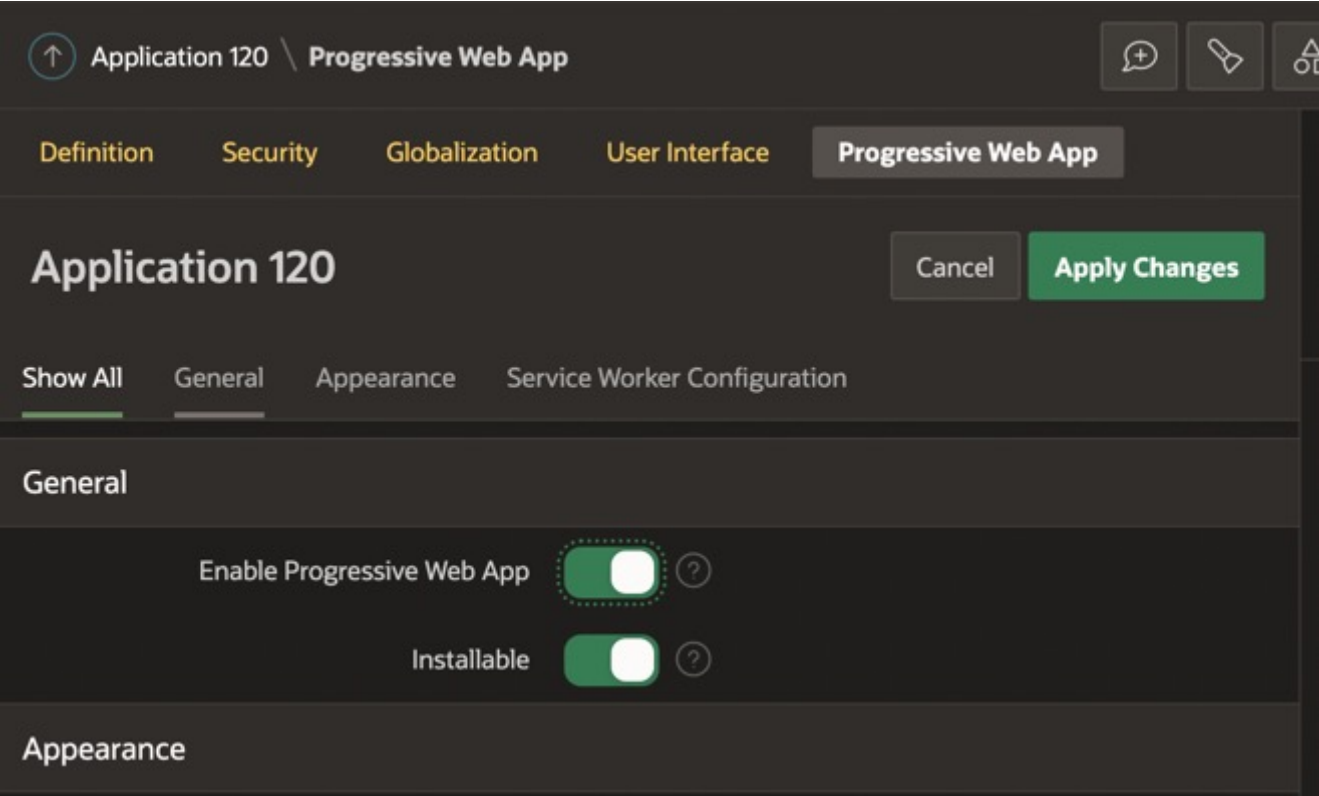 Application 120 \ Progressive Web App
Definition Security Globalization User Interface Progressive Web App
Application 120 Cancel Apply Changes
Show All General Appearance Service Worker Configuration
General
Enable Progressive Web App
Installable
Appearance